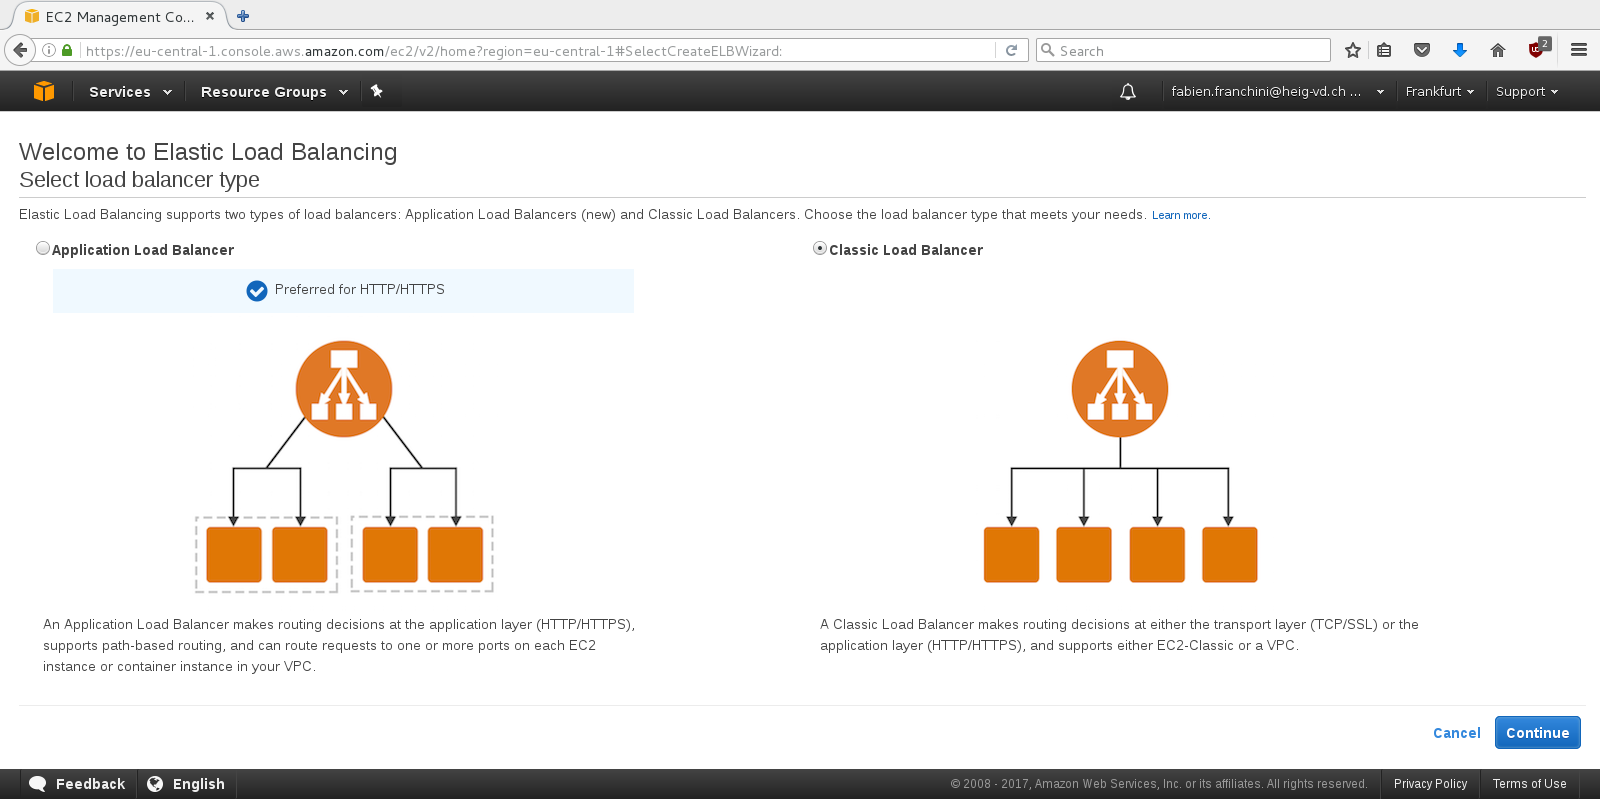 EC2 Management Co...
https://eu-central-1.console.aws.amazon.com/ec2/v2/home?region=eu-central-1#SelectCreateELBWizard:
Search
2
Services
Resource Groups
fabien.franchini@heig-vd.ch ...
Frankfurt
Support
Welcome to Elastic Load Balancing
Select load balancer type
Elastic Load Balancing supports two types of load balancers: Application Load Balancers (new) and Classic Load Balancers. Choose the load balancer type that meets your needs. Learn more.
Application Load Balancer
Classic Load Balancer
Preferred for HTTP/HTTPS
An Application Load Balancer makes routing decisions at the application layer (HTTP/HTTPS),
supports path-based routing, and can route requests to one or more ports on each EC2
instance or container instance in your VPC.
A Classic Load Balancer makes routing decisions at either the transport layer (TCP/SSL) or the
application layer (HTTP/HTTPS), and supports either EC2-Classic or a VPC.
Cancel
Continue
Feedback
English
© 2008 - 2017, Amazon Web Services, Inc. or its affiliates. All rights reserved.
Privacy Policy
Terms of Use